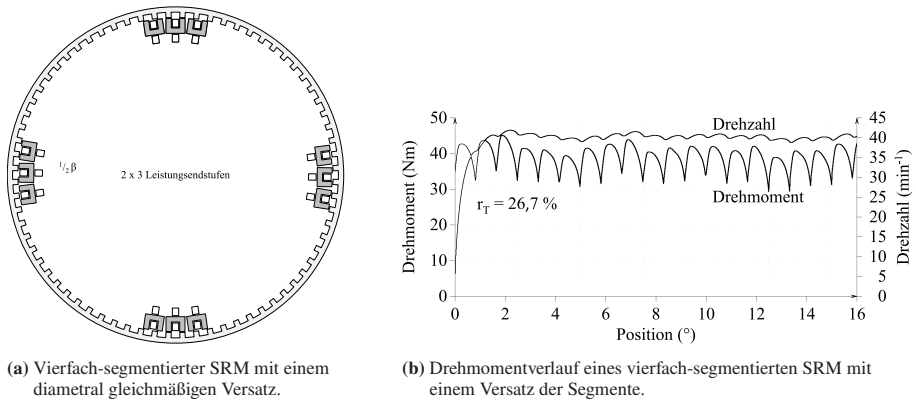 ¹/₂ β
2 x 3 Leistungsendstufen
(a) Vierfach-segmentierter SRM mit einem
diametral gleichmäßigen Versatz.
Drehmoment (Nm)
50
40
30
20
10
0
Drehzahl
Drehmoment
r_T = 26,7 %
45
40
35
30
25
20
15
10
5
0
Drehzahl (min⁻¹)
0 2 4 6 8 10 12 14 16
Position (°)
(b) Drehmomentverlauf eines vierfach-segmentierten SRM mit
einem Versatz der Segmente.